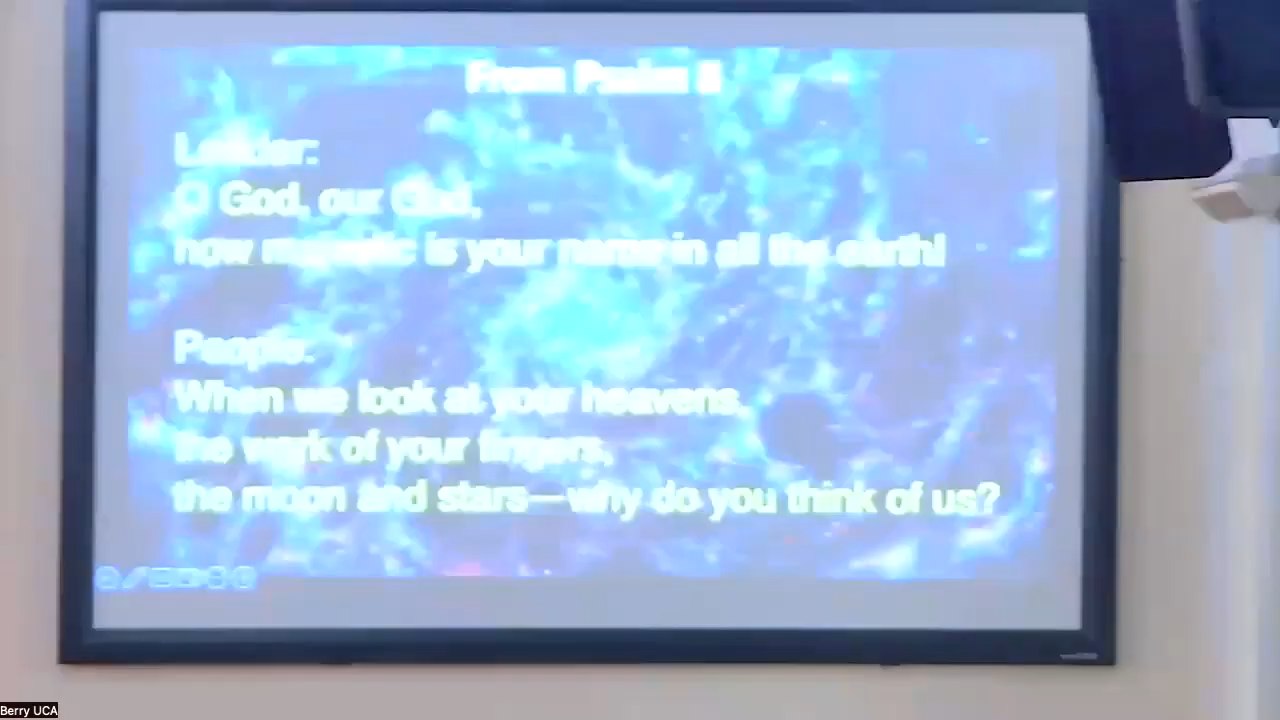 From Psalm 8
Leader:
O God, our God,
how majestic is your name in all the earth!
People:
When we look at your heavens,
the work of your fingers,
the moon and stars—why do you think of us?
Berry UCA